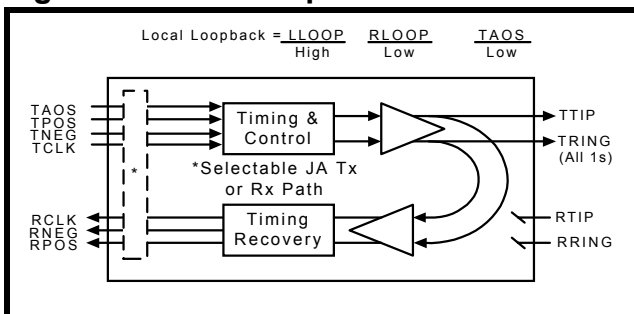 Local Loopback = LLOOP RLOOP TAOS
High Low Low
TAOS
TPOS
TNEG
TCLK
Timing &
Control
TTIP
TRING
(All 1s)
*
*Selectable JA Tx
or Rx Path
RCLK
RNEG
RPOS
Timing
Recovery
RTIP
RRING